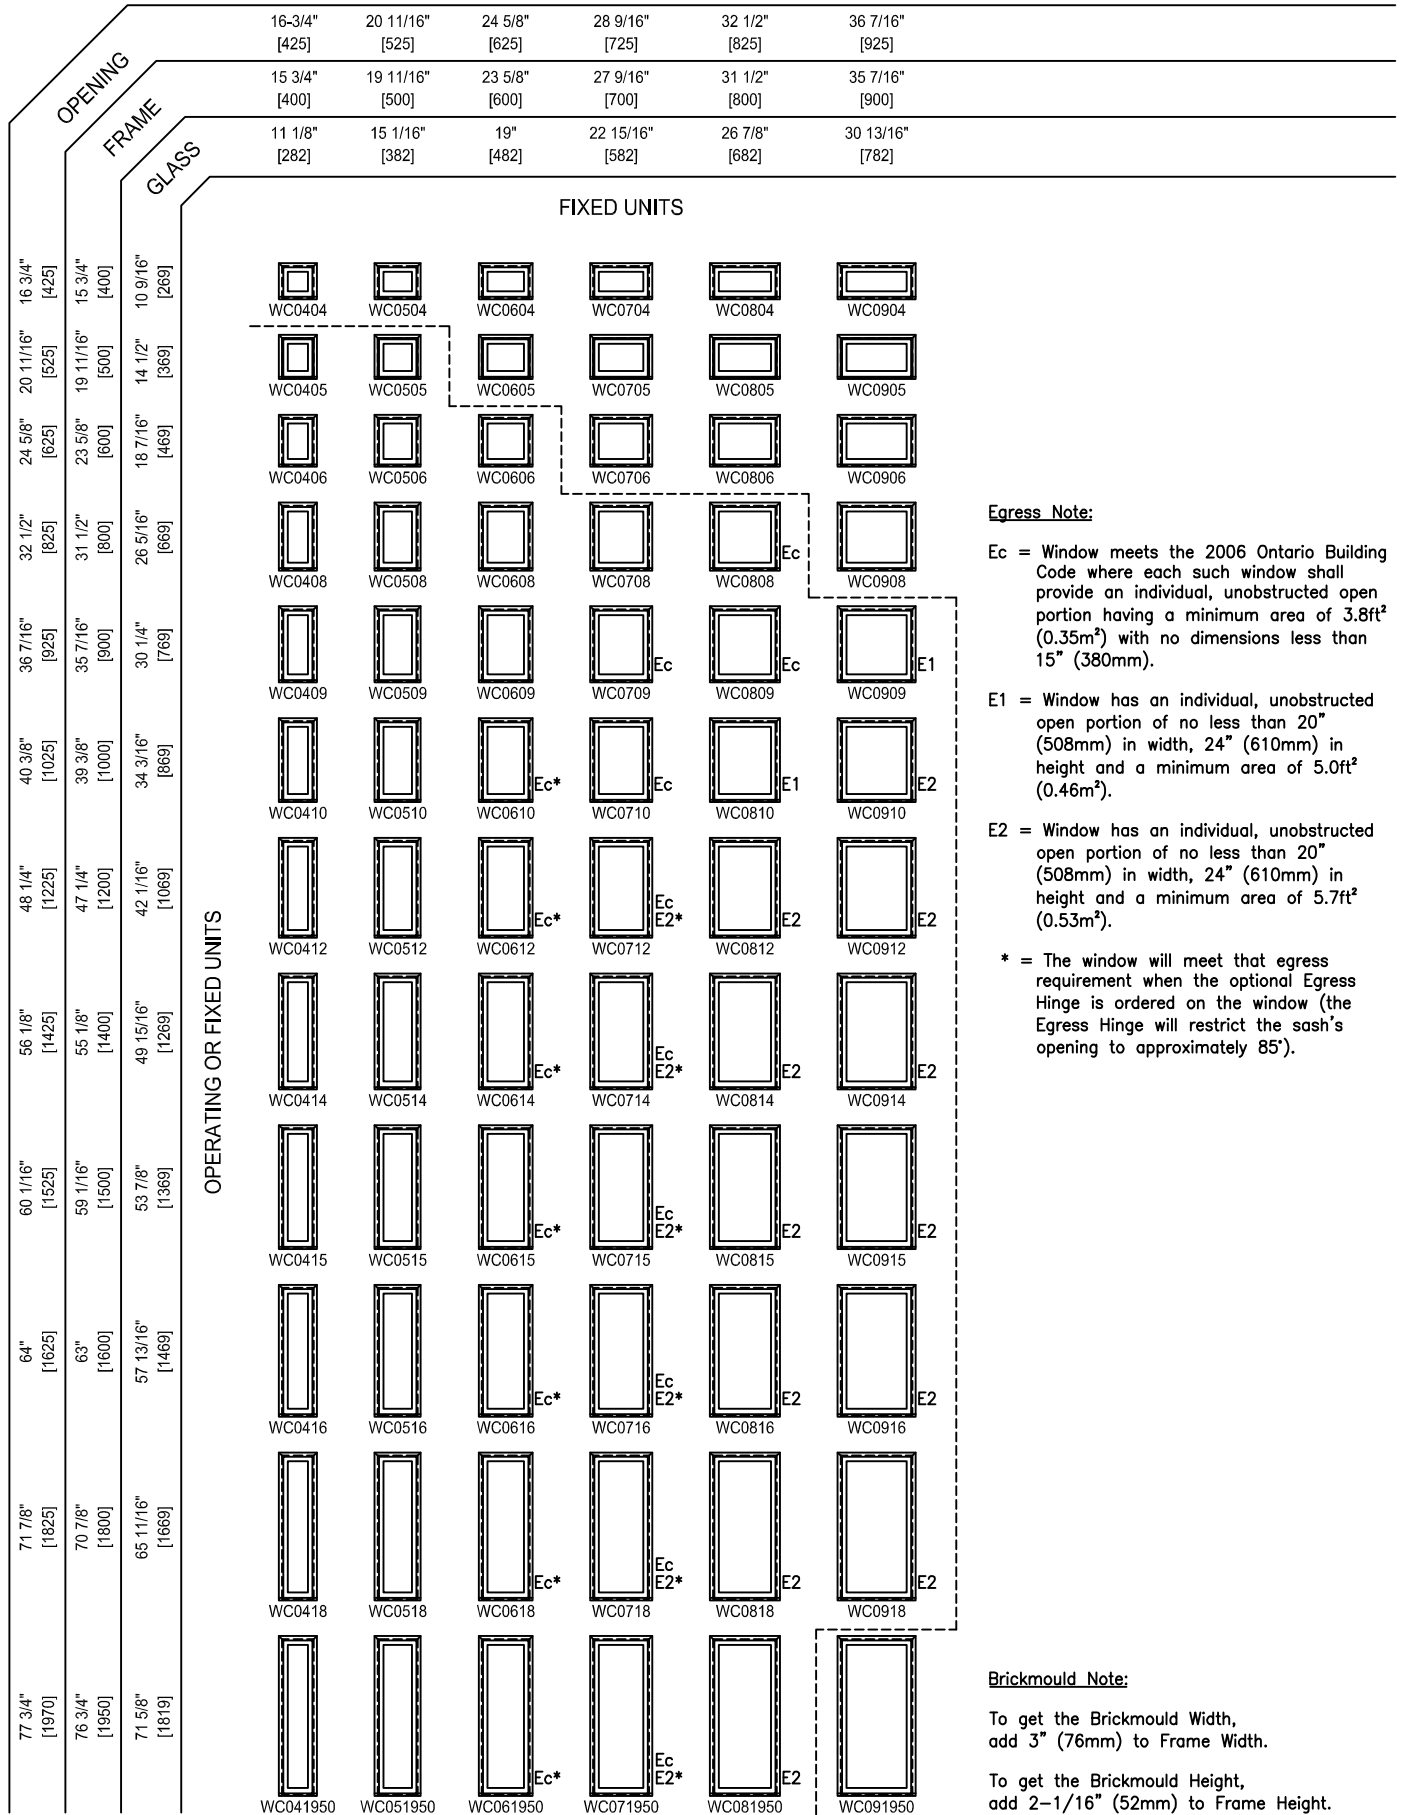 16-3/4" 20 11/16" 24 5/8" 28 9/16" 32 1/2" 36 7/16"
[425] [525] [625] [725] [825] [925]
OPENING
15 3/4" 19 11/16" 23 5/8" 27 9/16" 31 1/2" 35 7/16"
[400] [500] [600] [700] [800] [900]
FRAME
11 1/8" 15 1/16" 19" 22 15/16" 26 7/8" 30 13/16"
[282] [382] [482] [582] [682] [782]
GLASS
FIXED UNITS
16 3/4" [425] 15 3/4" [400] 10 9/16" [269]
WC0404 WC0504 WC0604 WC0704 WC0804 WC0904
20 11/16" [525] 19 11/16" [500] 14 1/2" [369]
WC0405 WC0505 WC0605 WC0705 WC0805 WC0905
24 5/8" [625] 23 5/8" [600] 18 7/16" [469]
WC0406 WC0506 WC0606 WC0706 WC0806 WC0906
32 1/2" [825] 31 1/2" [800] 26 5/16" [669]
Ec
WC0408 WC0508 WC0608 WC0708 WC0808 WC0908
36 7/16" [925] 35 7/16" [900] 30 1/4" [769]
Ec Ec E1
WC0409 WC0509 WC0609 WC0709 WC0809 WC0909
40 3/8" [1025] 39 3/8" [1000] 34 3/16" [869]
Ec* Ec E1 E2
WC0410 WC0510 WC0610 WC0710 WC0810 WC0910
48 1/4" [1225] 47 1/4" [1200] 42 1/16" [1069]
Ec
Ec* E2* E2 E2
WC0412 WC0512 WC0612 WC0712 WC0812 WC0912
OPERATING OR FIXED UNITS
56 1/8" [1425] 55 1/8" [1400] 49 15/16" [1269]
Ec
Ec* E2* E2 E2
WC0414 WC0514 WC0614 WC0714 WC0814 WC0914
60 1/16" [1525] 59 1/16" [1500] 53 7/8" [1369]
Ec
Ec* E2* E2 E2
WC0415 WC0515 WC0615 WC0715 WC0815 WC0915
64" [1625] 63" [1600] 57 13/16" [1469]
Ec
Ec* E2* E2 E2
WC0416 WC0516 WC0616 WC0716 WC0816 WC0916
71 7/8" [1825] 70 7/8" [1800] 65 11/16" [1669]
Ec
Ec* E2* E2 E2
WC0418 WC0518 WC0618 WC0718 WC0818 WC0918
77 3/4" [1970] 76 3/4" [1950] 71 5/8" [1819]
Ec
Ec* E2* E2
WC041950 WC051950 WC061950 WC071950 WC081950 WC091950
Egress Note:
Ec = Window meets the 2006 Ontario Building
Code where each such window shall
provide an individual, unobstructed open
portion having a minimum area of 3.8ft²
(0.35m²) with no dimensions less than
15" (380mm).
E1 = Window has an individual, unobstructed
open portion of no less than 20"
(508mm) in width, 24" (610mm) in
height and a minimum area of 5.0ft²
(0.46m²).
E2 = Window has an individual, unobstructed
open portion of no less than 20"
(508mm) in width, 24" (610mm) in
height and a minimum area of 5.7ft²
(0.53m²).
* = The window will meet that egress
requirement when the optional Egress
Hinge is ordered on the window (the
Egress Hinge will restrict the sash's
opening to approximately 85°).
Brickmould Note:
To get the Brickmould Width,
add 3" (76mm) to Frame Width.
To get the Brickmould Height,
add 2-1/16" (52mm) to Frame Height.